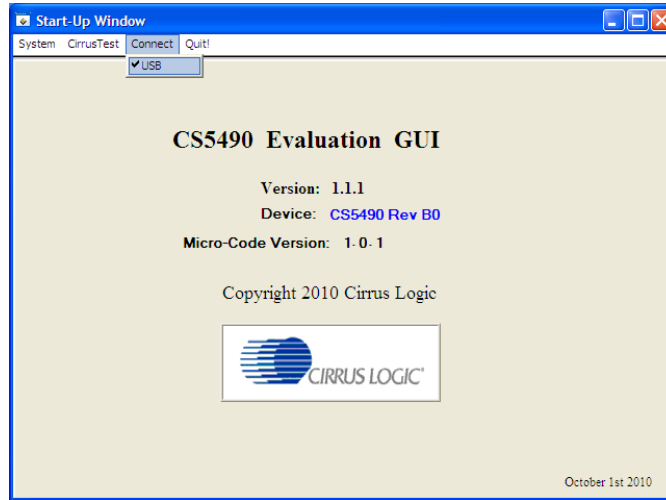 Start-Up Window
System CirrusTest Connect Quit!
USB
CS5490 Evaluation GUI
Version: 1.1.1
Device: CS5490 Rev B0
Micro-Code Version: 1-0-1
Copyright 2010 Cirrus Logic
CIRRUS LOGIC®
October 1st 2010